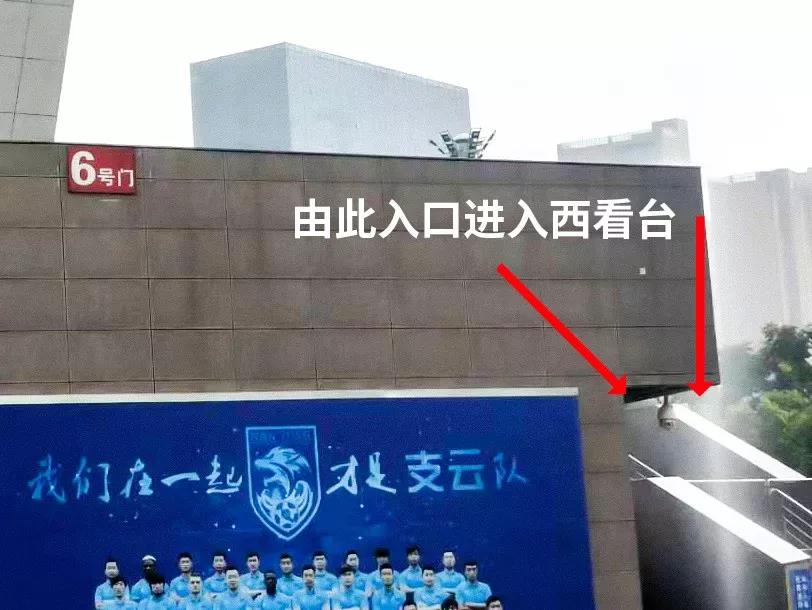 6号门
由此入口进入西看台
我们在一起 才是支云队